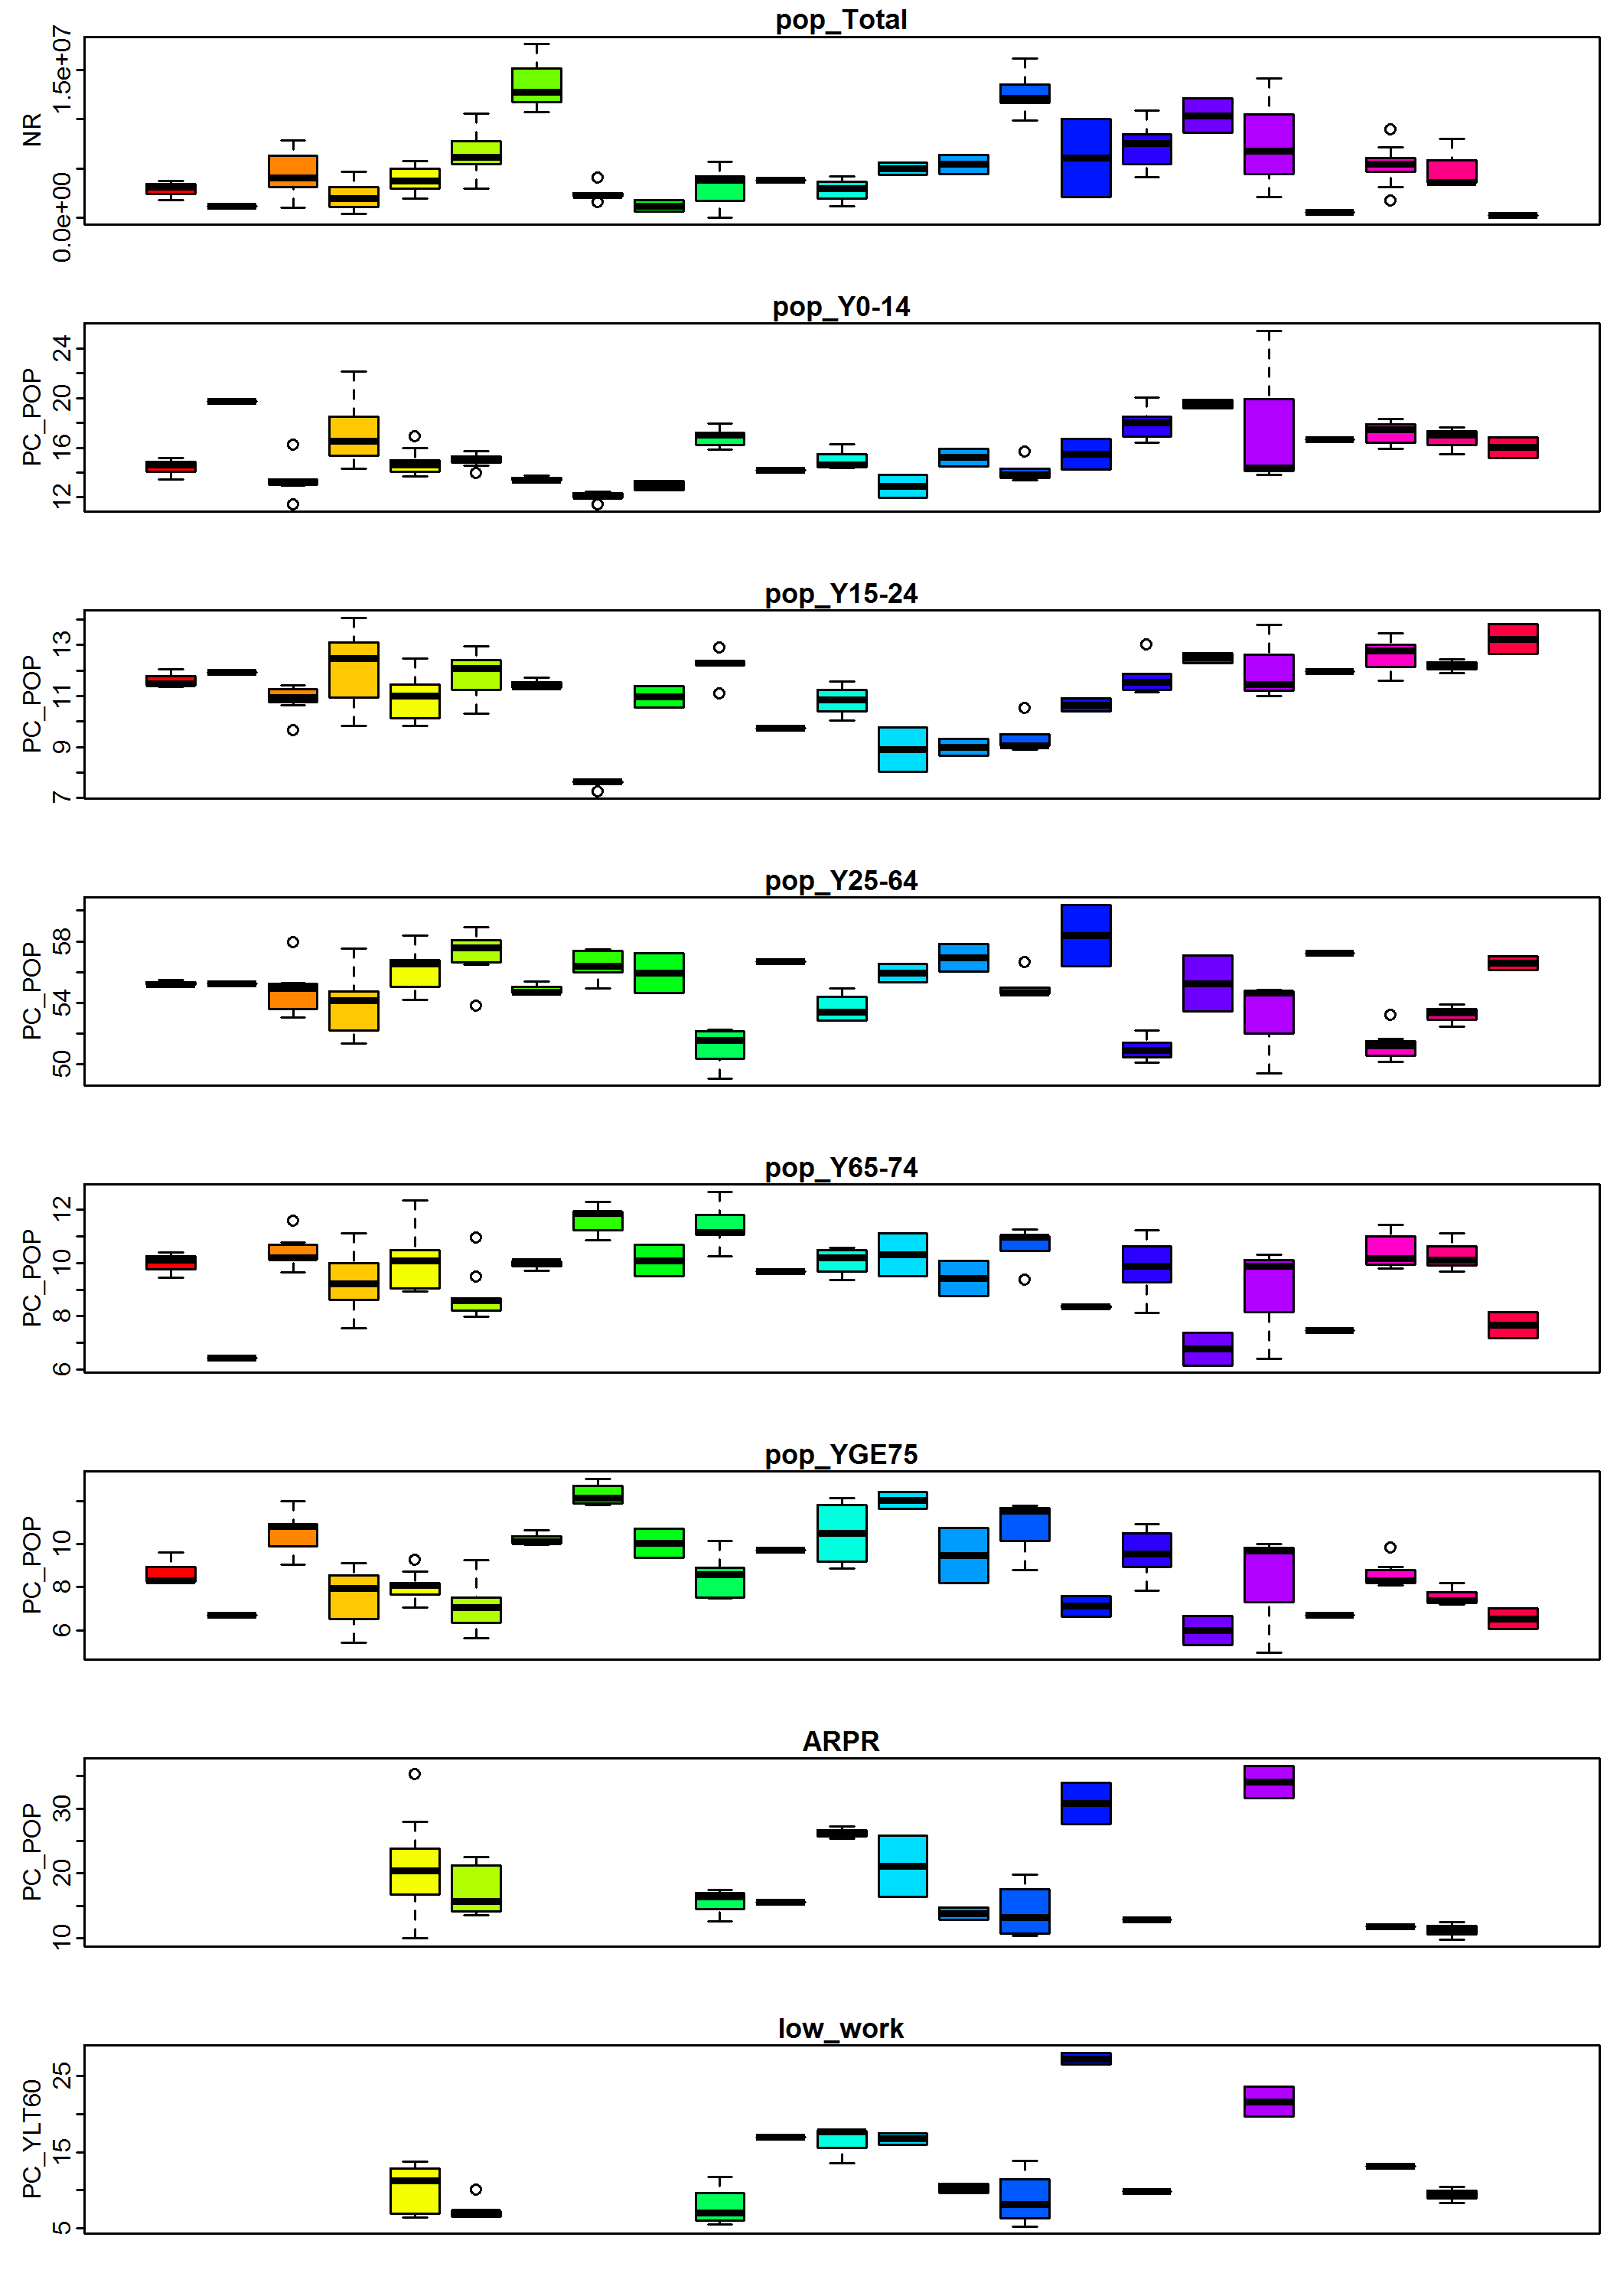 pop_Total
NR
0.0e+00 1.5e+07
pop_Y0-14
PC_POP
12 16 20 24
pop_Y15-24
PC_POP
7 9 11 13
pop_Y25-64
PC_POP
50 54 58
pop_Y65-74
PC_POP
6 8 10 12
pop_YGE75
PC_POP
6 8 10
ARPR
PC_POP
10 20 30
low_work
PC_YLT60
5 15 25